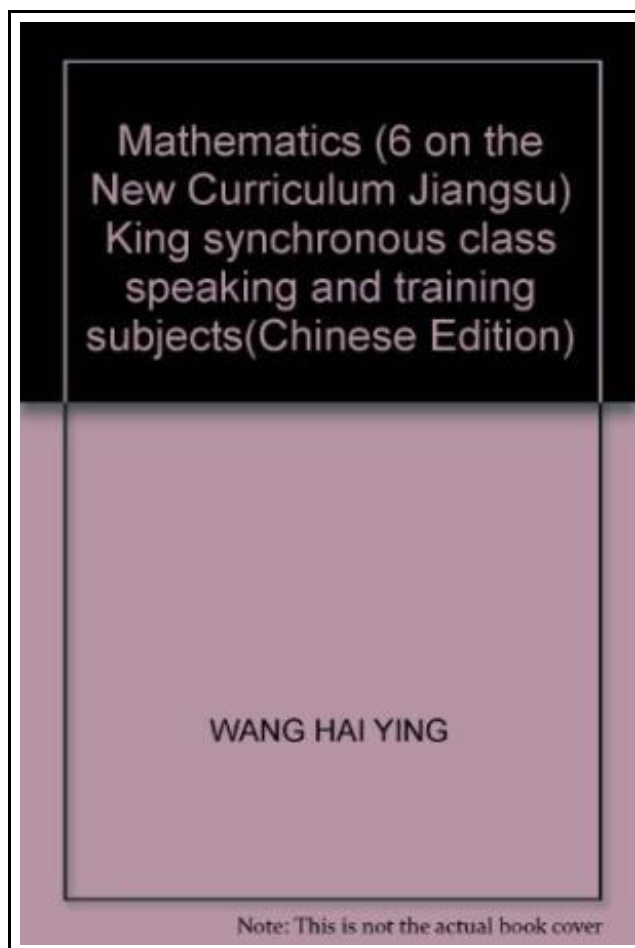 Mathematics (6 on the
New Curriculum Jiangsu)
King synchronous class
speaking and training
subjects(Chinese Edition)
WANG HAI YING
Note: This is not the actual book cover